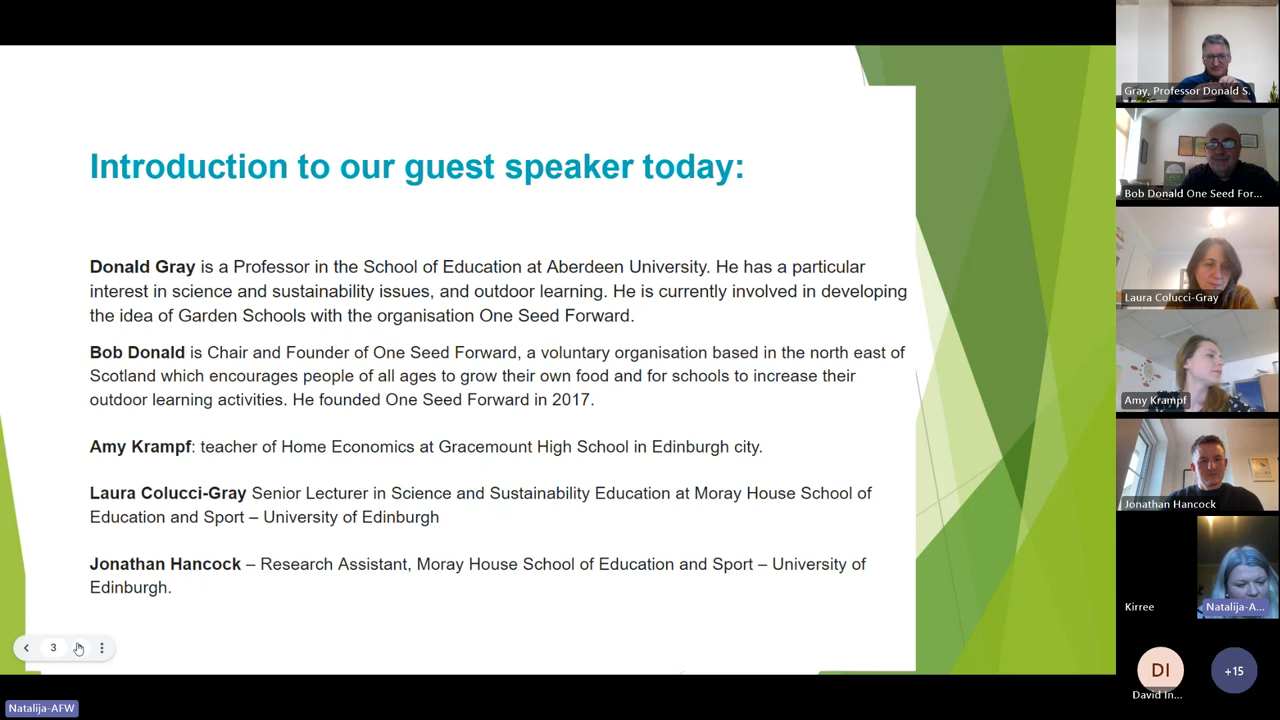 Introduction to our guest speaker today:
Donald Gray is a Professor in the School of Education at Aberdeen University. He has a particular
interest in science and sustainability issues, and outdoor learning. He is currently involved in developing
the idea of Garden Schools with the organisation One Seed Forward.
Bob Donald is Chair and Founder of One Seed Forward, a voluntary organisation based in the north east of
Scotland which encourages people of all ages to grow their own food and for schools to increase their
outdoor learning activities. He founded One Seed Forward in 2017.
Amy Krampf: teacher of Home Economics at Gracemount High School in Edinburgh city.
Laura Colucci-Gray Senior Lecturer in Science and Sustainability Education at Moray House School of
Education and Sport – University of Edinburgh
Jonathan Hancock – Research Assistant, Moray House School of Education and Sport – University of
Edinburgh.
3
Natalija-AFW
Gray, Professor Donald S.
Bob Donald One Seed For...
Laura Colucci-Gray
Amy Krampf
Jonathan Hancock
Kirree
Natalija-A...
DI
David In...
+15